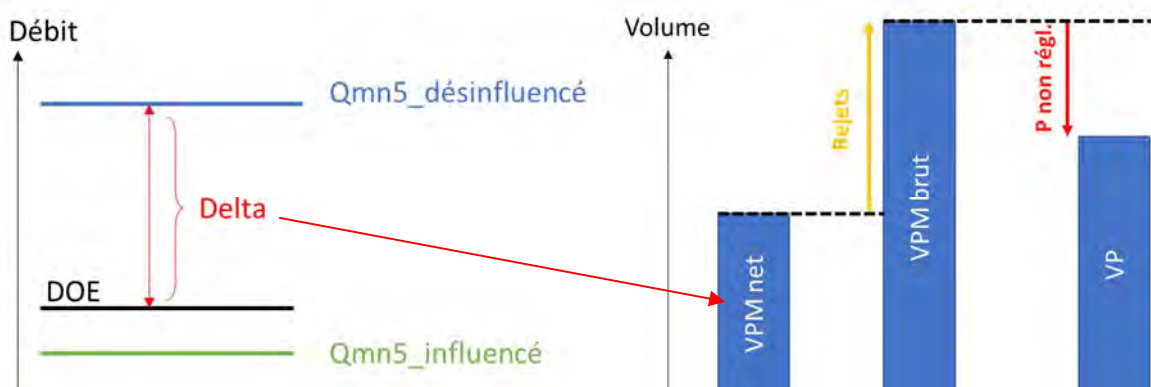 Débit
Qmn5_désinfluencé
Delta
DOE
Qmn5_influencé
Volume
VPM net
Rejets
VPM brut
P non régl.
VP